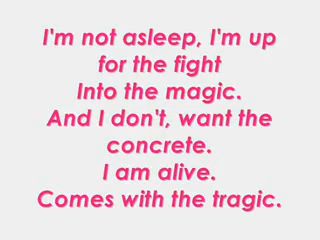 I'm not asleep, I'm up
for the fight
Into the magic.
And I don't, want the
concrete.
I am alive.
Comes with the tragic.